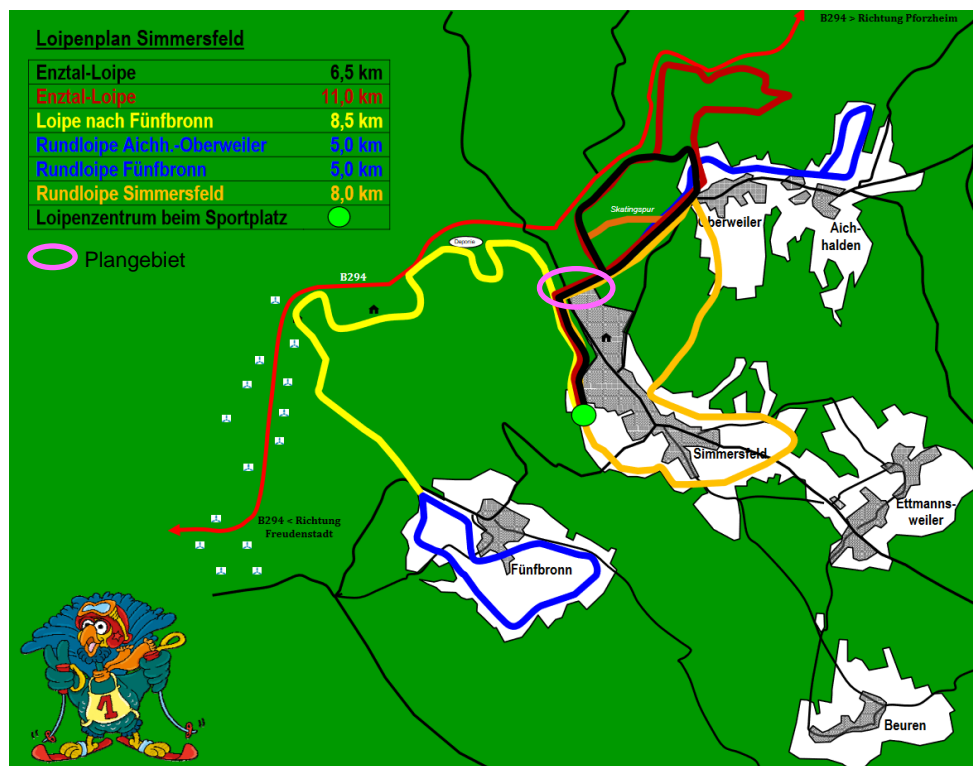 B294 > Richtung Pforzheim
Loipenplan Simmersfeld
Enztal-Loipe 6,5 km
Enztal-Loipe 11,0 km
Loipe nach Fünfbronn 8,5 km
Rundloipe Aichh.-Oberweiler 5,0 km
Rundloipe Fünfbronn 5,0 km
Rundloipe Simmersfeld 8,0 km
Loipenzentrum beim Sportplatz
Plangebiet
Skatingspur
Oberweiler
Aich-
halden
Deponie
B294
Simmersfeld
Ettmanns-
weiler
B294 < Richtung
Freudenstadt
Fünfbronn
Beuren
1